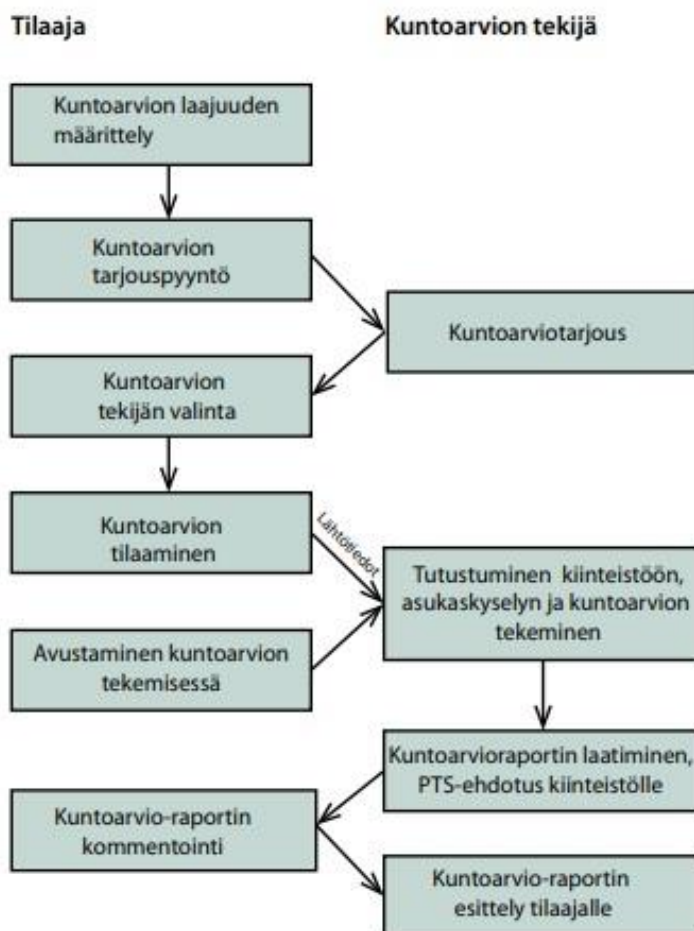 Tilaaja
Kuntoarvion tekijä
Kuntoarvion laajuuden
määrittely
Kuntoarvion
tarjouspyyntö
Kuntoarviotarjous
Kuntoarvion
tekijän valinta
Kuntoarvion
tilaaminen
Lähtötiedot
Tutustuminen kiinteistöön,
asukaskyselyn ja kuntoarvion
tekeminen
Avustaminen kuntoarvion
tekemisessä
Kuntoarvioraportin laatiminen,
PTS-ehdotus kiinteistölle
Kuntoarvio-raportin
kommentointi
Kuntoarvio-raportin
esittely tilaajalle